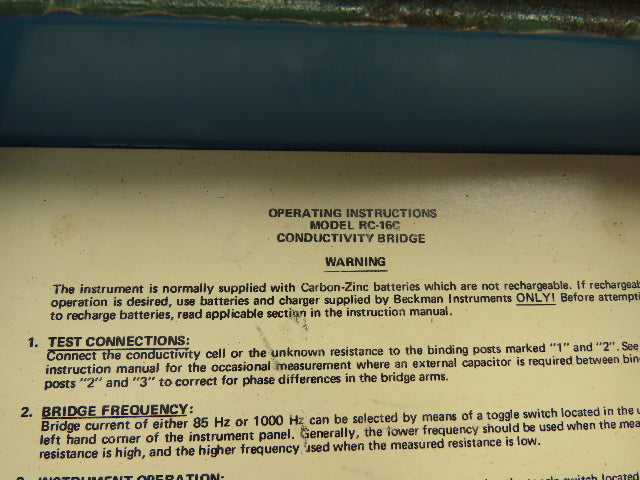 OPERATING INSTRUCTIONS
MODEL RC-16C
CONDUCTIVITY BRIDGE
WARNING
The instrument is normally supplied with Carbon-Zinc batteries which are not rechargeable. If rechargeab
operation is desired, use batteries and charger supplied by Beckman Instruments ONLY! Before attempti
to recharge batteries, read applicable section in the instruction manual.
1. TEST CONNECTIONS:
Connect the conductivity cell or the unknown resistance to the binding posts marked "1" and "2". See
instruction manual for the occasional measurement where an external capacitor is required between bin
posts "2" and "3" to correct for phase differences in the bridge arms.
2. BRIDGE FREQUENCY:
Bridge current of either 85 Hz or 1000 Hz can be selected by means of a toggle switch located in the u
left hand corner of the instrument panel. Generally, the lower frequency should be used when the mea
resistance is high, and the higher frequency used when the measured resistance is low.
3. INSTRUMENT OPERATION: